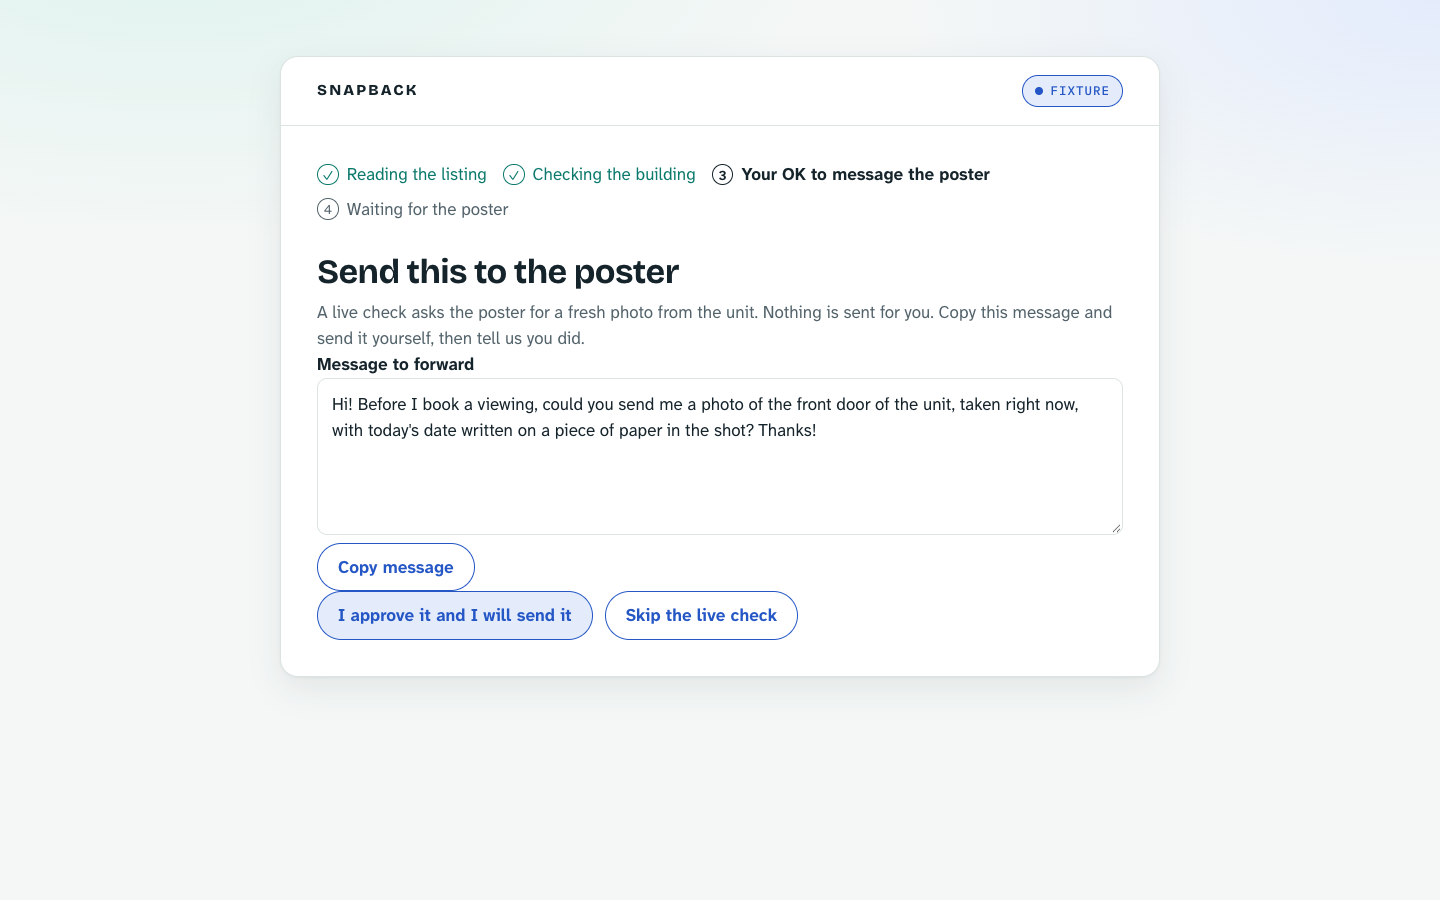 SNAPBACK
FIXTURE
Reading the listing
Checking the building
3 Your OK to message the poster
4 Waiting for the poster
Send this to the poster
A live check asks the poster for a fresh photo from the unit. Nothing is sent for you. Copy this message and
send it yourself, then tell us you did.
Message to forward
Hi! Before I book a viewing, could you send me a photo of the front door of the unit, taken right now,
with today's date written on a piece of paper in the shot? Thanks!
Copy message
I approve it and I will send it
Skip the live check